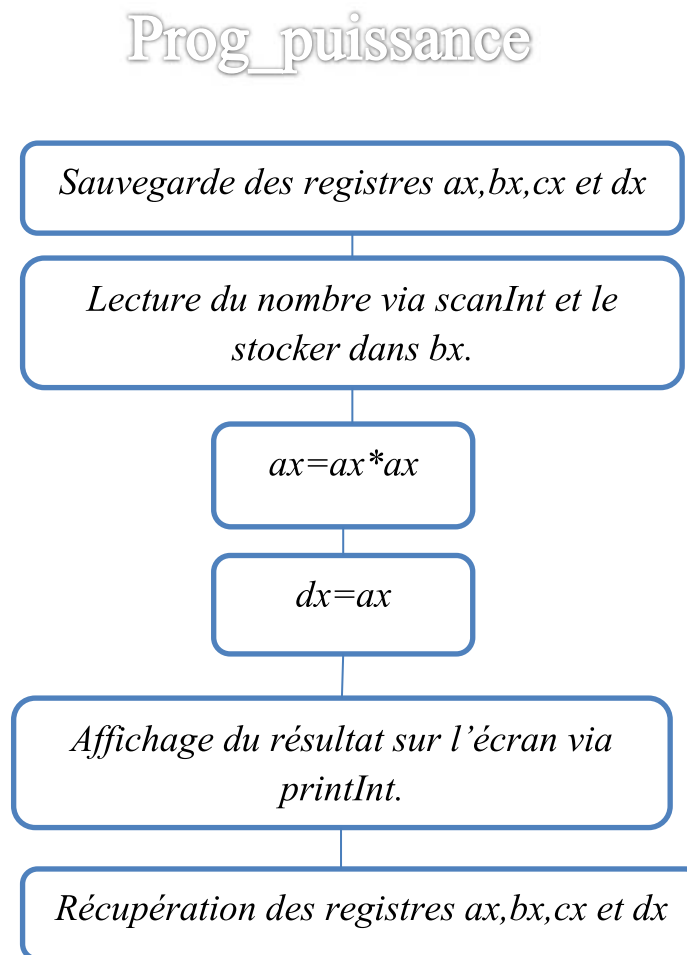 Prog_puissance
Sauvegarde des registres ax,bx,cx et dx
Lecture du nombre via scanInt et le
stocker dans bx.
ax=ax*ax
dx=ax
Affichage du résultat sur l’écran via
printInt.
Récupération des registres ax,bx,cx et dx